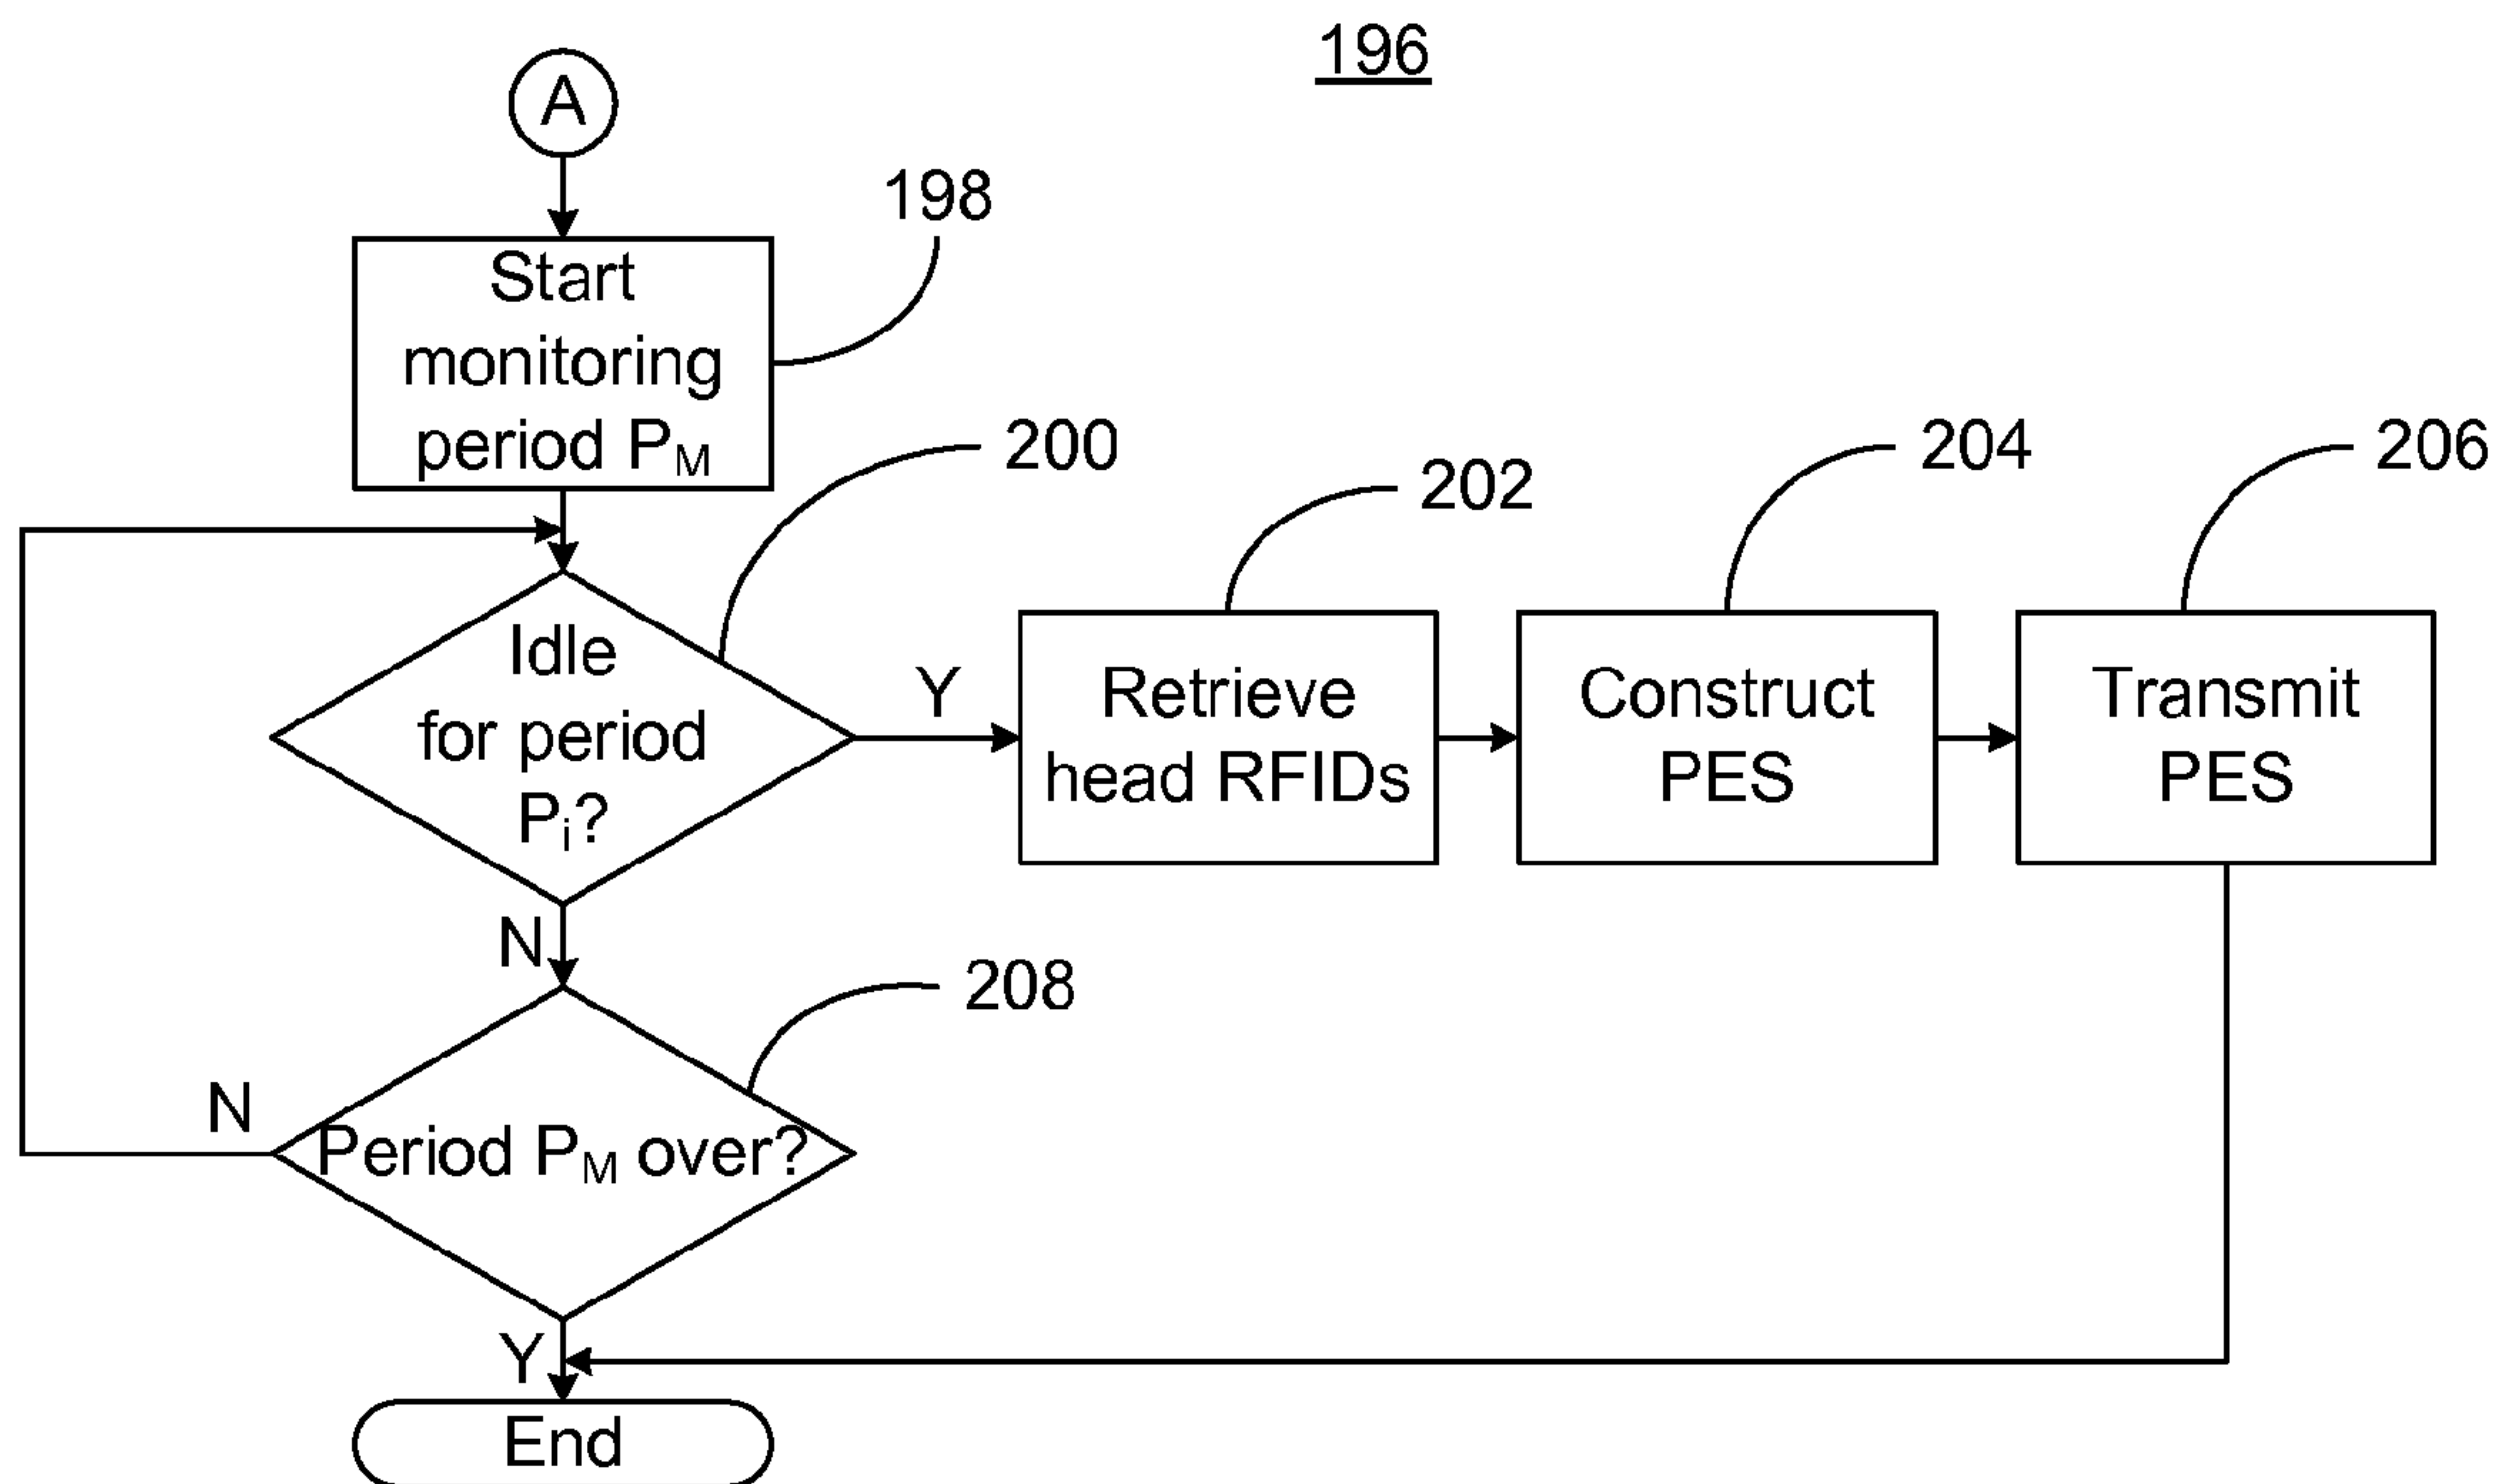 196
A
198
Start
monitoring
period PM
200
202
204
206
Idle
for period
Pi?
Y
Retrieve
head RFIDs
Construct
PES
Transmit
PES
N
208
N
Period PM over?
Y
End